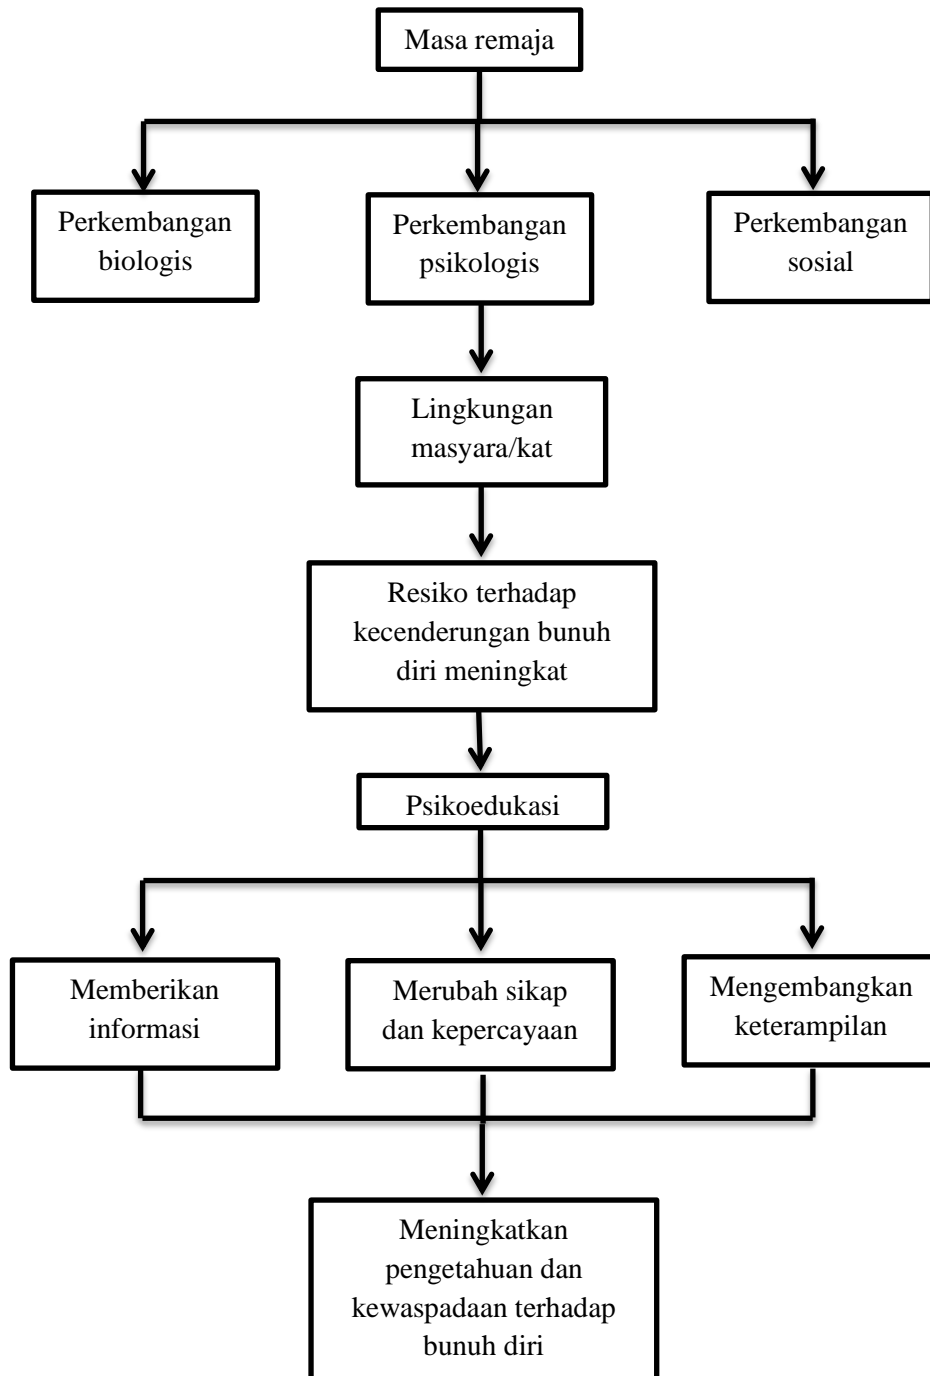 Masa remaja
Perkembangan
biologis
Perkembangan
psikologis
Perkembangan
sosial
Lingkungan
masyara/kat
Resiko terhadap
kecenderungan bunuh
diri meningkat
Psikoedukasi
Memberikan
informasi
Merubah sikap
dan kepercayaan
Mengembangkan
keterampilan
Meningkatkan
pengetahuan dan
kewaspadaan terhadap
bunuh diri